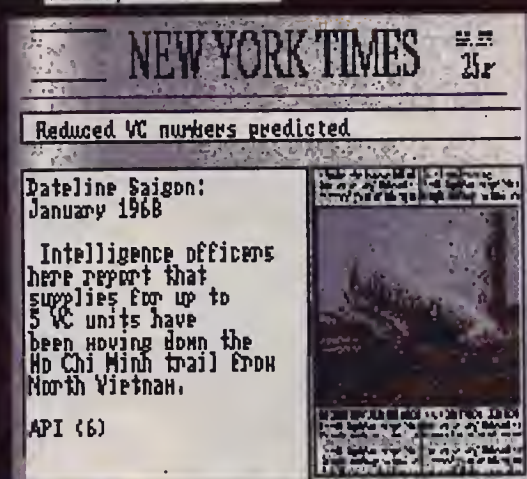 NEW YORK TIMES
Reduced VC numbers predicted
Dateline Saigon:
January 1968
Intelligence officers
here report that
supplies for up to
5 VC units have
been moving down the
Ho Chi Minh trail from
North Vietnam.
API (6)